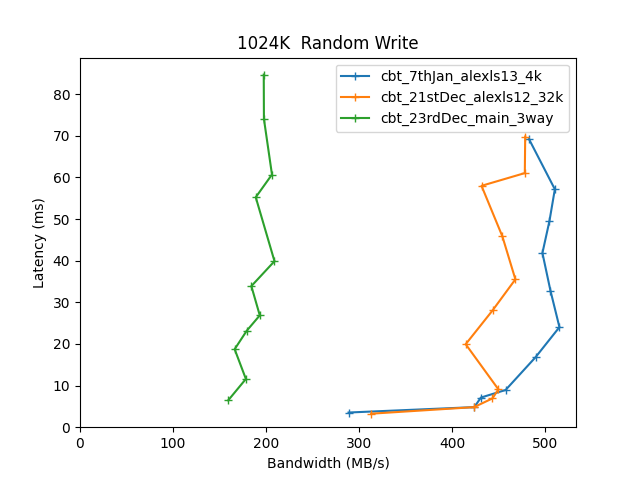 1024K  Random Write
cbt_7thJan_alexls13_4k
cbt_21stDec_alexls12_32k
cbt_23rdDec_main_3way
Latency (ms)
80
70
60
50
40
30
20
10
0
0 100 200 300 400 500
Bandwidth (MB/s)